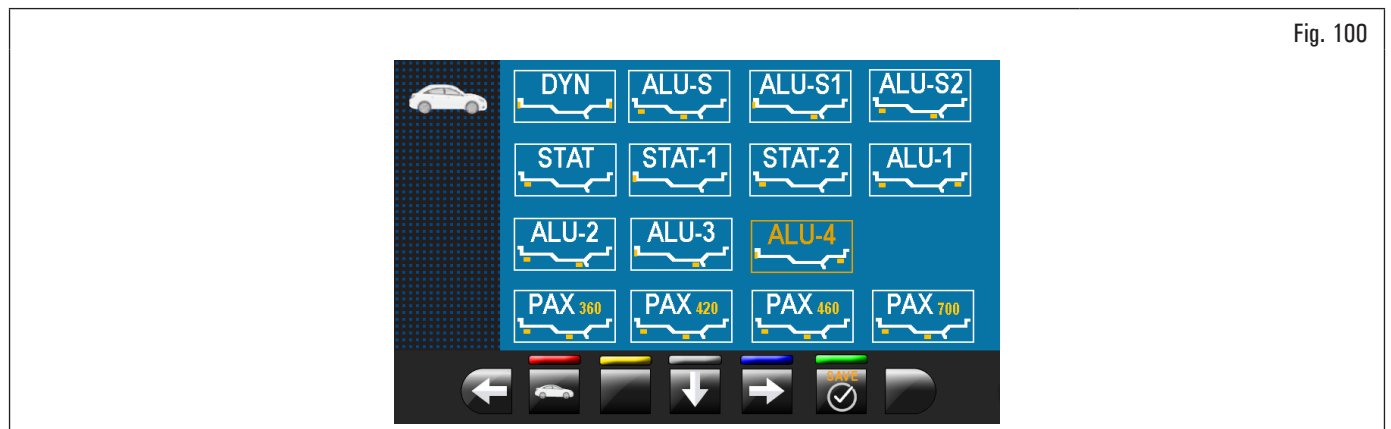 Fig. 100
DYN ALU-S ALU-S1 ALU-S2
STAT STAT-1 STAT-2 ALU-1
ALU-2 ALU-3 ALU-4
PAX 360 PAX 420 PAX 460 PAX 700
SAVE